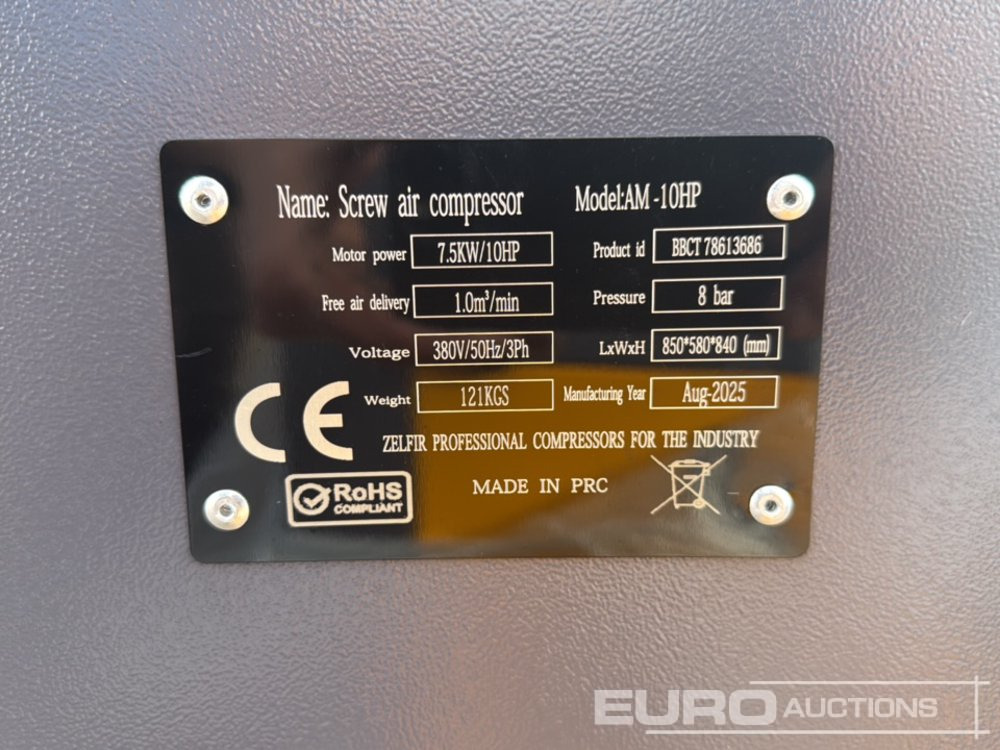 Name: Screw air compressor Model:AM-10HP
Motor power 7.5KW/10HP Product id BBCT78613686
Free air delivery 1.0m³/min Pressure 8 bar
Voltage 380V/50Hz/3Ph LxWxH 850*580*840 (mm)
Weight 121KGS Manufacturing Year Aug-2025
CE
ZELFIR PROFESSIONAL COMPRESSORS FOR THE INDUSTRY
RoHS
COMPLIANT
MADE IN PRC
EURO AUCTIONS